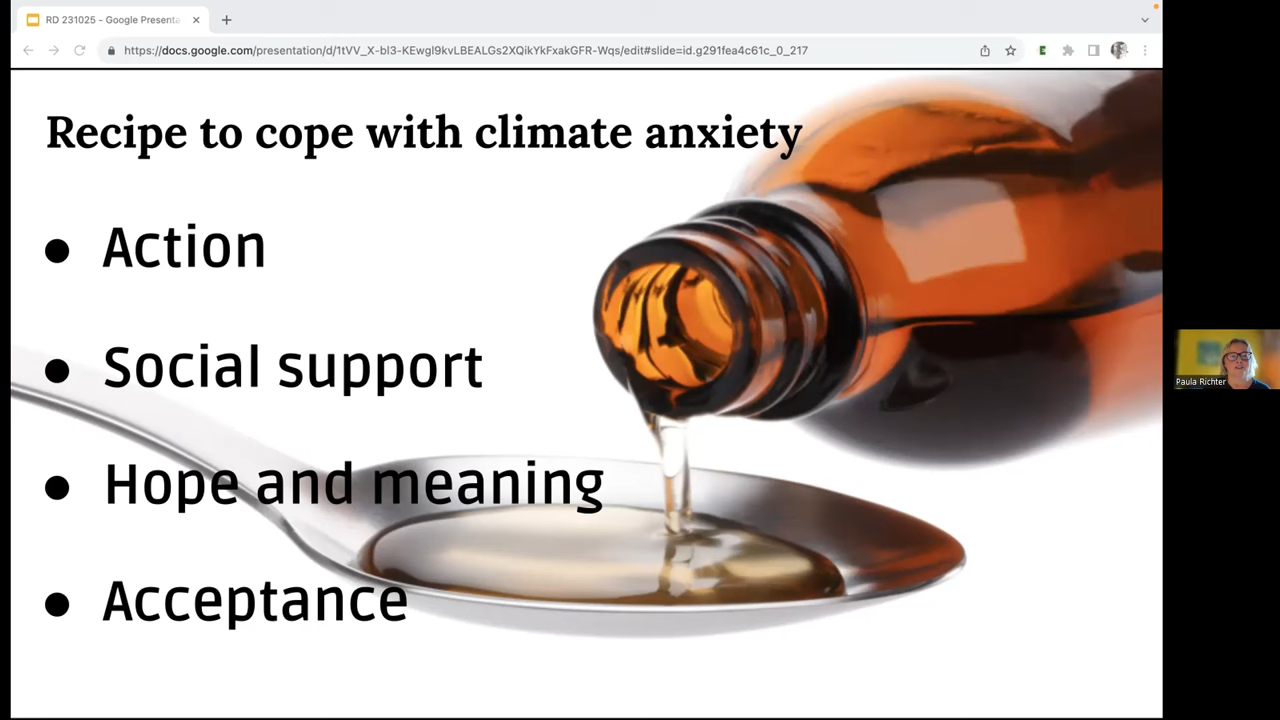 RD 231025 - Google Presenta
https://docs.google.com/presentation/d/1tVV_X-bl3-KEwgI9kvLBEALGs2XQikYkFxakGFR-Wqs/edit#slide=id.g291fea4c61c_0_217
Recipe to cope with climate anxiety
● Action
● Social support
● Hope and meaning
● Acceptance
Paula Richter